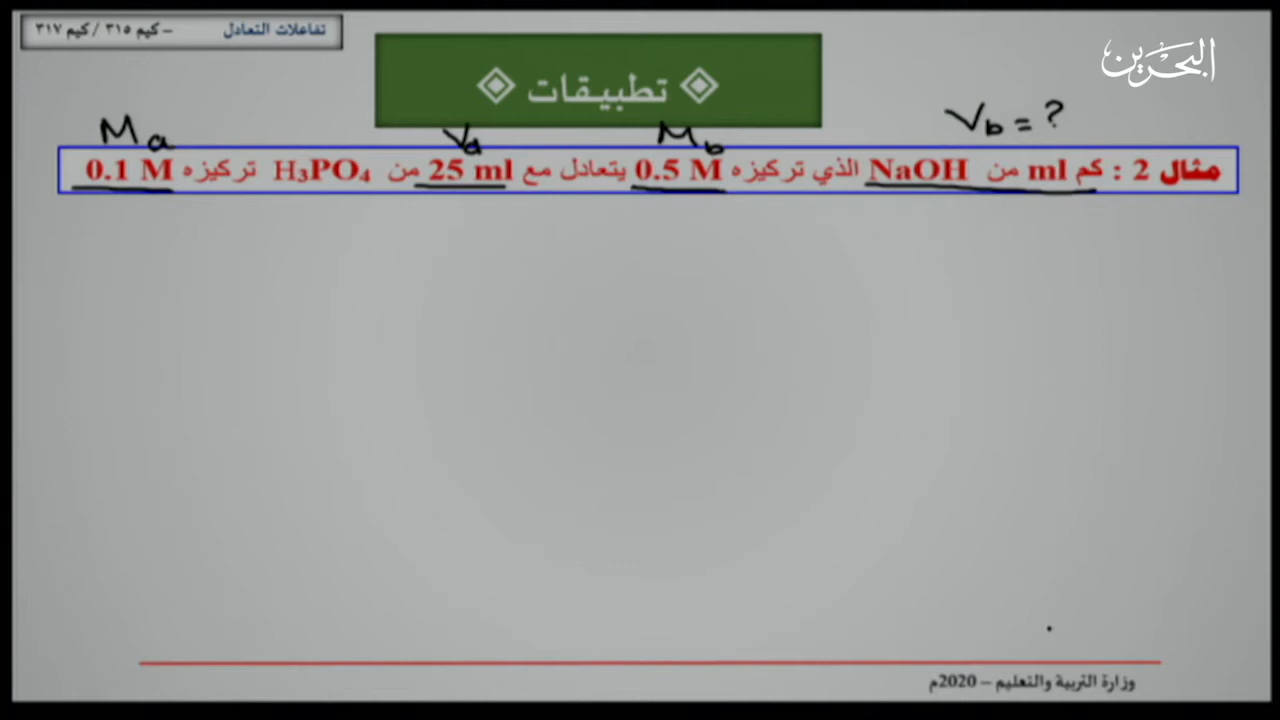 تفاعلات التعادل – كيم ٣١٥ / كيم ٣١٧
البحرين
تطبيقات
Ma Va Mb Vb = ?
مثال 2 : كم ml من NaOH الذي تركيزه 0.5 M يتعادل مع 25 ml من H₃PO₄ تركيزه 0.1 M
وزارة التربية والتعليم – 2020م